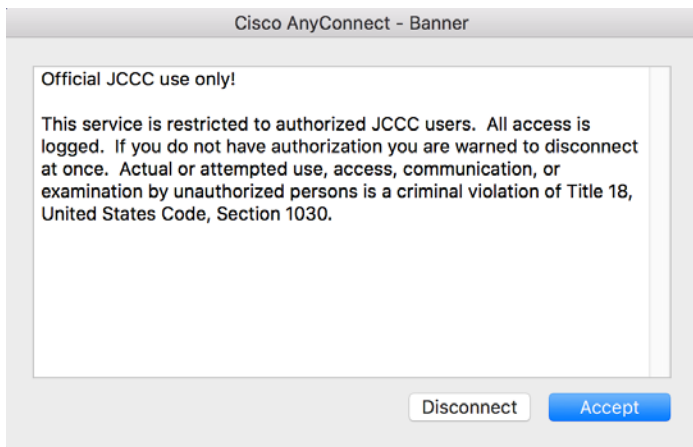 Cisco AnyConnect - Banner
Official JCCC use only!
This service is restricted to authorized JCCC users.  All access is
logged.  If you do not have authorization you are warned to disconnect
at once.  Actual or attempted use, access, communication, or
examination by unauthorized persons is a criminal violation of Title 18,
United States Code, Section 1030.
Disconnect
Accept